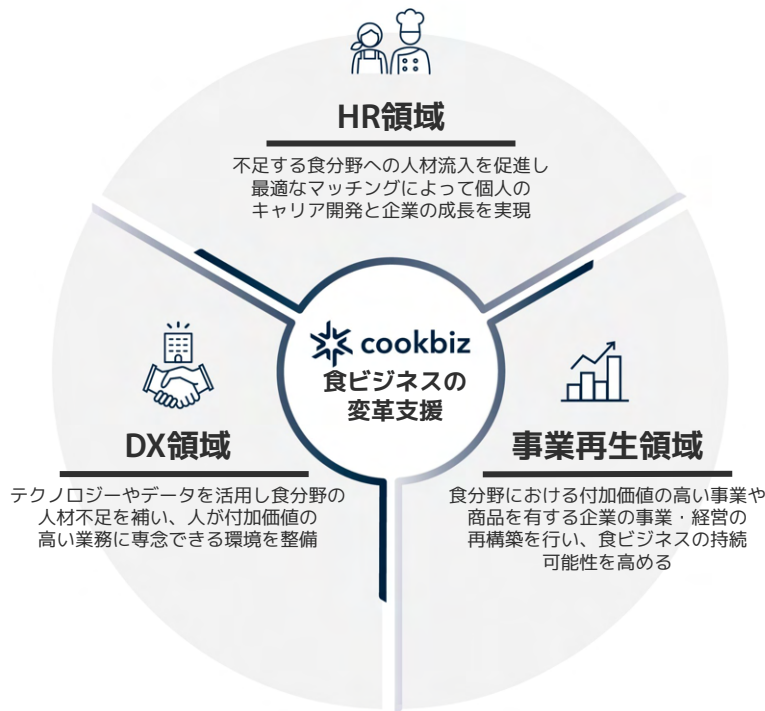 HR領域
不足する食分野への人材流入を促進し
最適なマッチングによって個人の
キャリア開発と企業の成長を実現
cookbiz
食ビジネスの
変革支援
DX領域
テクノロジーやデータを活用し食分野の
人材不足を補い、人が付加価値の
高い業務に専念できる環境を整備
事業再生領域
食分野における付加価値の高い事業や
商品を有する企業の事業・経営の
再構築を行い、食ビジネスの持続
可能性を高める